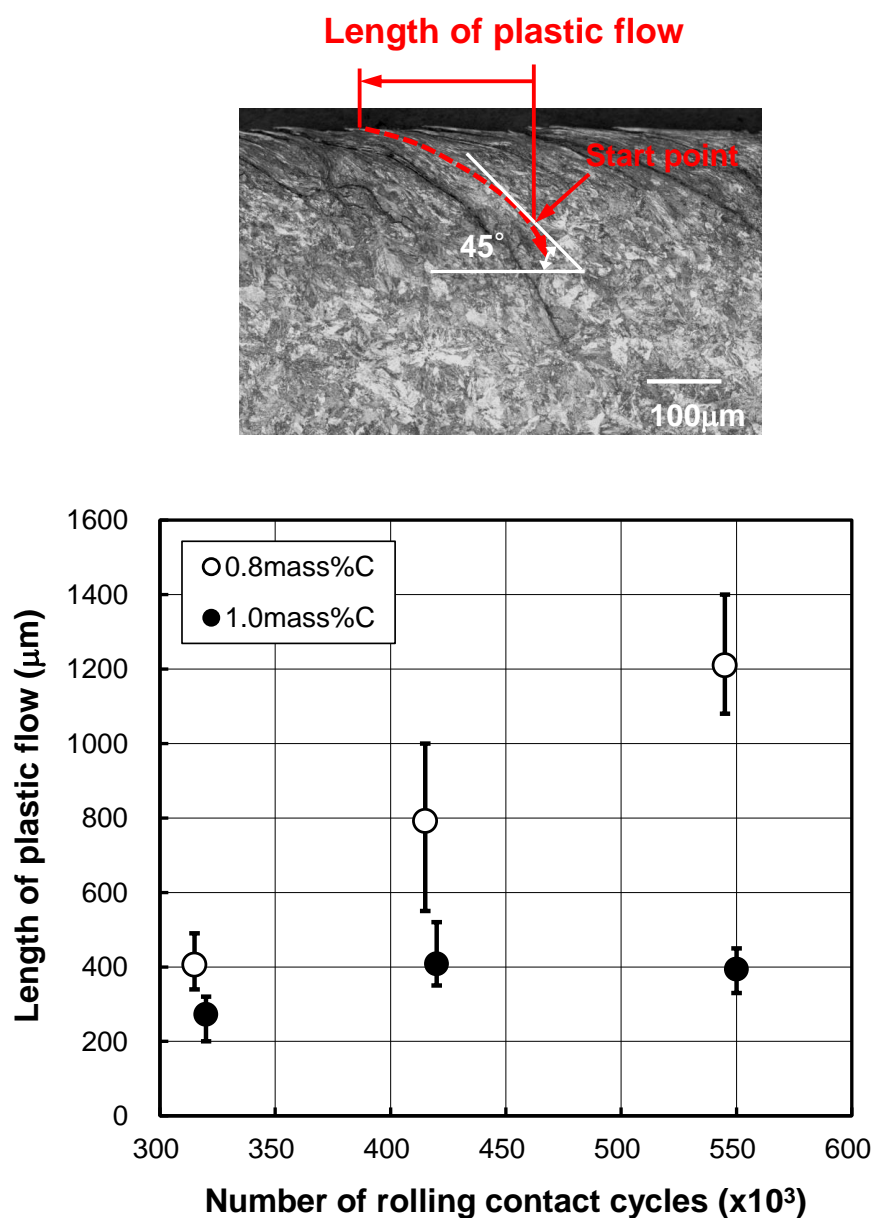 Length of plastic flow
Start point
45°
100μm
1600
1400
1200
1000
800
600
400
200
0
0.8mass%C
1.0mass%C
Length of plastic flow (μm)
300 350 400 450 500 550 600
Number of rolling contact cycles (x10³)